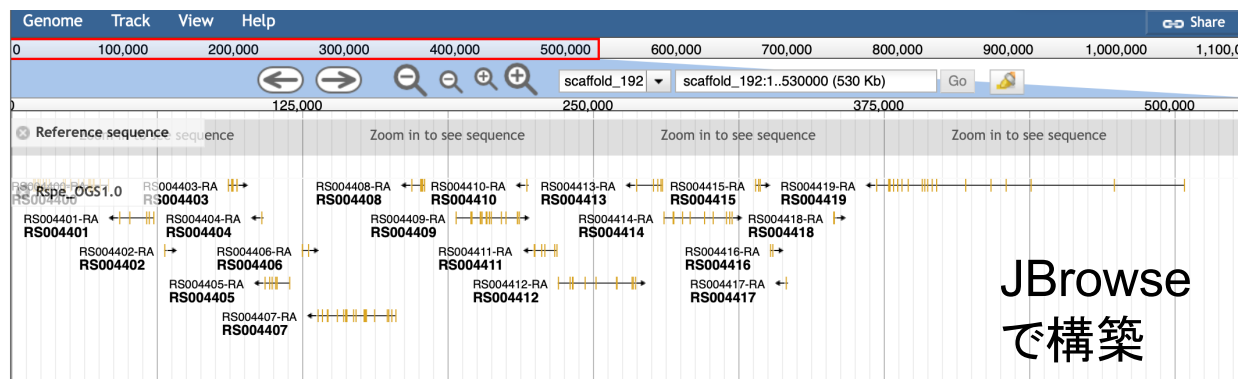 Genome Track View Help Share
0 100,000 200,000 300,000 400,000 500,000 600,000 700,000 800,000 900,000 1,000,000 1,100,
scaffold_192 scaffold_192:1..530000 (530 Kb) Go
0 125,000 250,000 375,000 500,000
Reference sequence Zoom in to see sequence Zoom in to see sequence Zoom in to see sequence
Rspe_OGS1.0
RS004400
RS004403-RA RS004408-RA RS004410-RA RS004413-RA RS004415-RA RS004419-RA
RS004403 RS004408 RS004410 RS004413 RS004415 RS004419
RS004401-RA RS004404-RA RS004409-RA RS004414-RA RS004418-RA
RS004401 RS004404 RS004409 RS004414 RS004418
RS004402-RA RS004406-RA RS004411-RA RS004416-RA
RS004402 RS004406 RS004411 RS004416
RS004405-RA RS004412-RA RS004417-RA
RS004405 RS004412 RS004417
RS004407-RA
RS004407
JBrowse
で構築